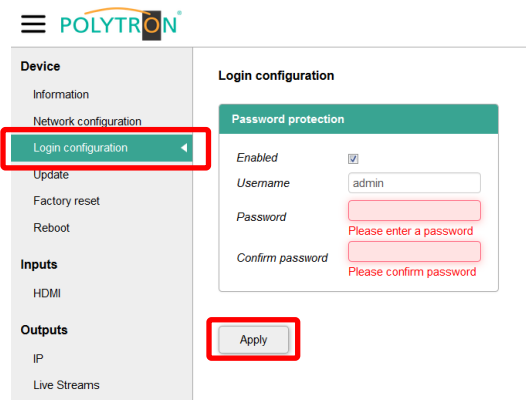 POLYTRON
Device
Information
Network configuration
Login configuration
Update
Factory reset
Reboot
Inputs
HDMI
Outputs
IP
Live Streams
Login configuration
Password protection
Enabled
Username admin
Password
Please enter a password
Confirm password
Please confirm password
Apply